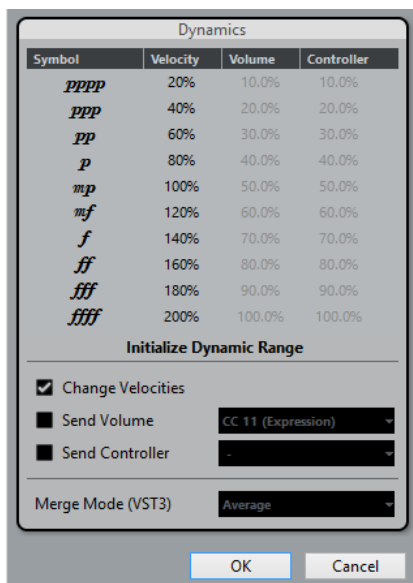 Dynamics
Symbol Velocity Volume Controller
pppp 20% 10.0% 10.0%
ppp 40% 20.0% 20.0%
pp 60% 30.0% 30.0%
p 80% 40.0% 40.0%
mp 100% 50.0% 50.0%
mf 120% 60.0% 60.0%
f 140% 70.0% 70.0%
ff 160% 80.0% 80.0%
fff 180% 90.0% 90.0%
ffff 200% 100.0% 100.0%
Initialize Dynamic Range
Change Velocities
Send Volume CC 11 (Expression)
Send Controller -
Merge Mode (VST3) Average
OK Cancel